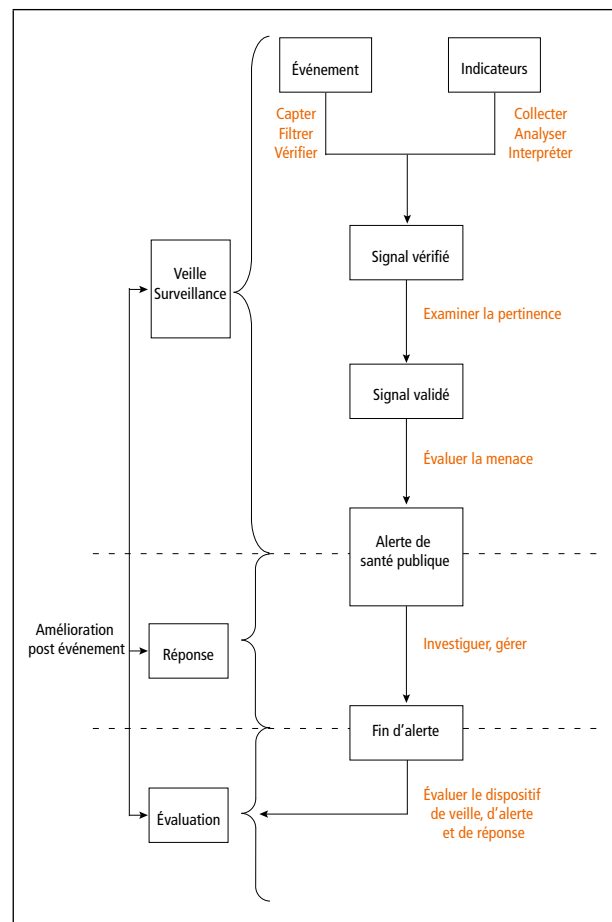 Événement
Indicateurs
Capter
Filtrer
Vérifier
Collecter
Analyser
Interpréter
Veille
Surveillance
Signal vérifié
Examiner la pertinence
Signal validé
Évaluer la menace
Alerte de
santé publique
Amélioration
post événement
Réponse
Investiguer, gérer
Fin d’alerte
Évaluation
Évaluer le dispositif
de veille, d’alerte
et de réponse